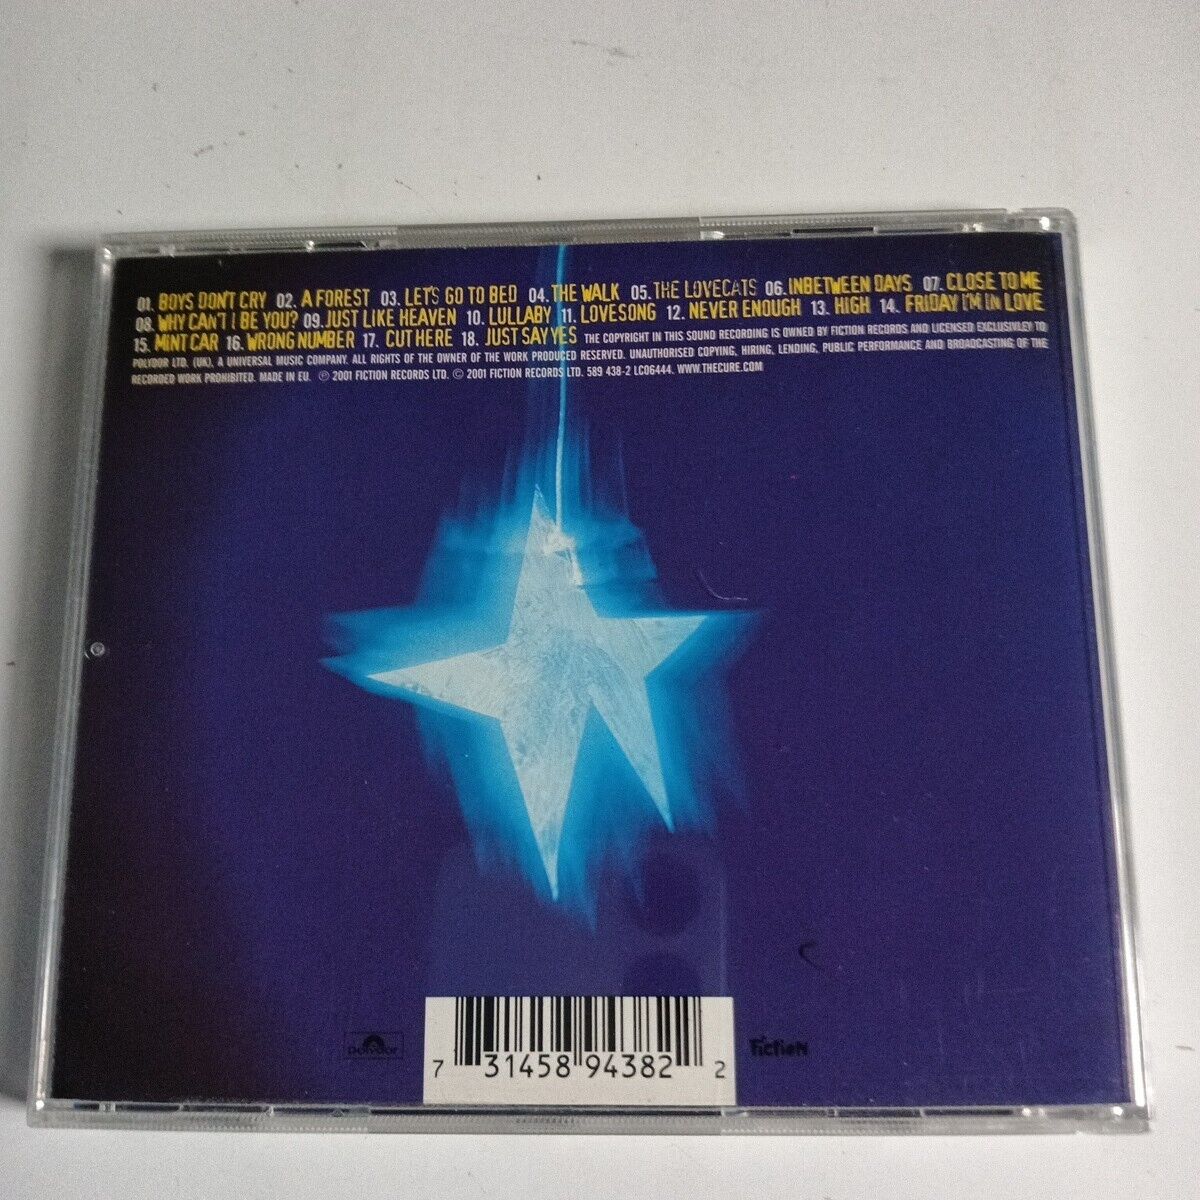 01. BOYS DON'T CRY 02. A FOREST 03. LET'S GO TO BED 04. THE WALK 05. THE LOVECATS 06. INBETWEEN DAYS 07. CLOSE TO ME
08. WHY CAN'T I BE YOU? 09. JUST LIKE HEAVEN 10. LULLABY 11. LOVESONG 12. NEVER ENOUGH 13. HIGH 14. FRIDAY I'M IN LOVE
15. MINT CAR 16. WRONG NUMBER 17. CUT HERE 18. JUST SAY YES THE COPYRIGHT IN THIS SOUND RECORDING IS OWNED BY FICTION RECORDS AND LICENSED EXCLUSIVLEY TO
POLYDOR LTD. (UK), A UNIVERSAL MUSIC COMPANY. ALL RIGHTS OF THE OWNER OF THE WORK PRODUCED RESERVED. UNAUTHORISED COPYING, HIRING, LENDING, PUBLIC PERFORMANCE AND BROADCASTING OF THE
RECORDED WORK PROHIBITED. MADE IN EU. ℗ 2001 FICTION RECORDS LTD. © 2001 FICTION RECORDS LTD. 589 438-2 LC06444. WWW.THECURE.COM
Polydor
7 31458 94382 2
Fiction